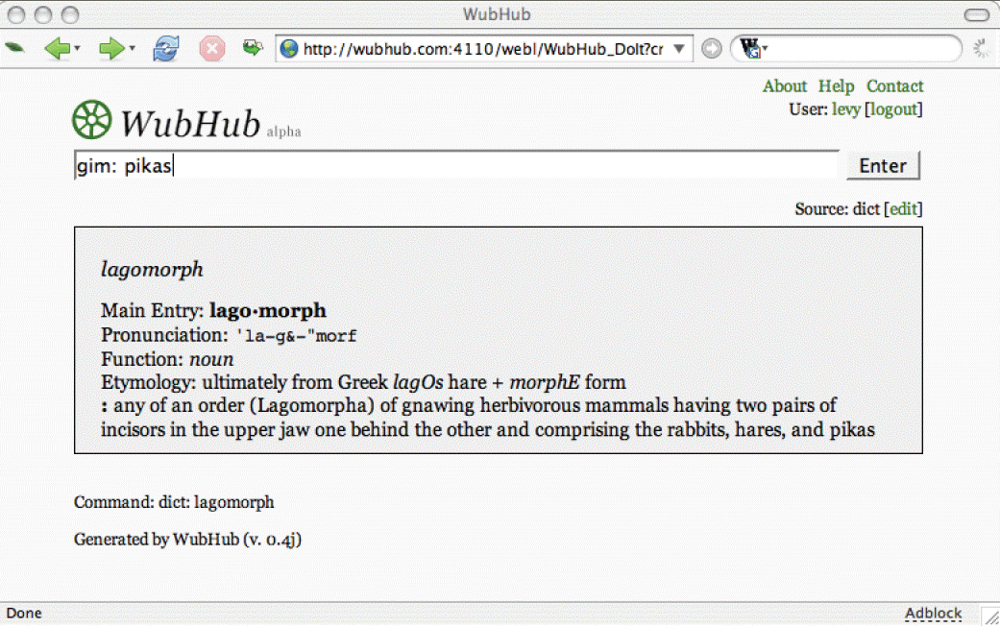 WubHub
http://wubhub.com:4110/webl/WubHub_DoIt?cr
About Help Contact
User: levy [logout]
WubHub alpha
gim: pikas
Enter
Source: dict [edit]
lagomorph
Main Entry: lago·morph
Pronunciation: 'la-g&-"morf
Function: noun
Etymology: ultimately from Greek lagOs hare + morphE form
: any of an order (Lagomorpha) of gnawing herbivorous mammals having two pairs of
incisors in the upper jaw one behind the other and comprising the rabbits, hares, and pikas
Command: dict: lagomorph
Generated by WubHub (v. 0.4j)
Done
Adblock